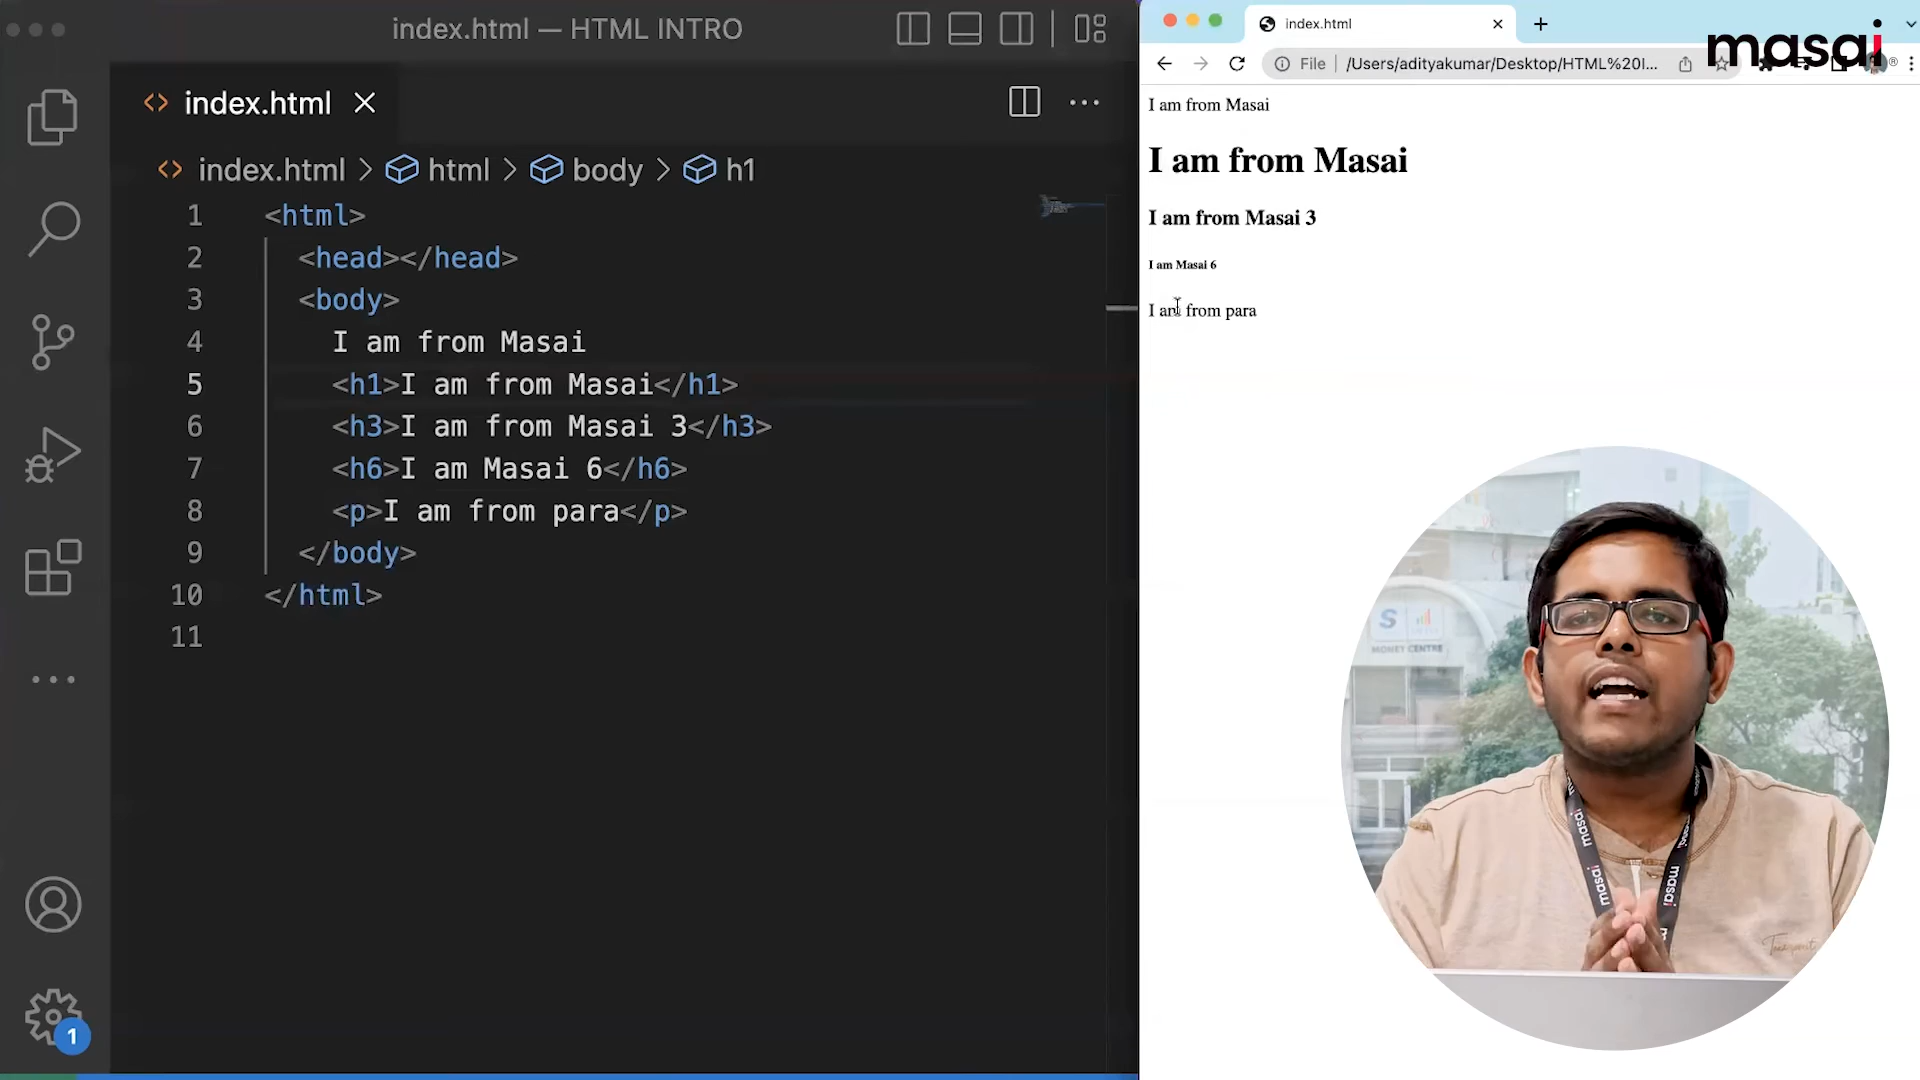 index.html — HTML INTRO
index.html
index.html > html > body > h1
1 <html>
2 <head></head>
3 <body>
4 I am from Masai
5 <h1>I am from Masai</h1>
6 <h3>I am from Masai 3</h3>
7 <h6>I am Masai 6</h6>
8 <p>I am from para</p>
9 </body>
10 </html>
11
1
index.html
masai
File | /Users/adityakumar/Desktop/HTML%20I...
I am from Masai
I am from Masai
I am from Masai 3
I am Masai 6
I am from para
S
MONEY CENTRE
masai
masai
masai